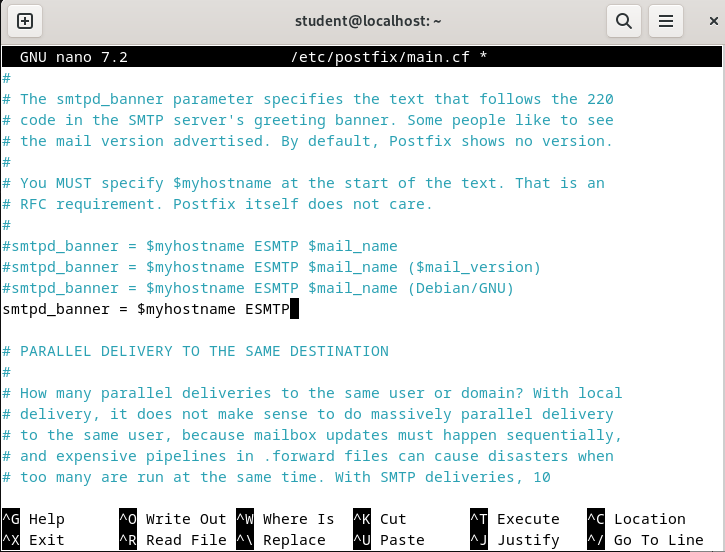 student@localhost: ~
GNU nano 7.2 /etc/postfix/main.cf *
#
# The smtpd_banner parameter specifies the text that follows the 220
# code in the SMTP server's greeting banner. Some people like to see
# the mail version advertised. By default, Postfix shows no version.
#
# You MUST specify $myhostname at the start of the text. That is an
# RFC requirement. Postfix itself does not care.
#
#smtpd_banner = $myhostname ESMTP $mail_name
#smtpd_banner = $myhostname ESMTP $mail_name ($mail_version)
#smtpd_banner = $myhostname ESMTP $mail_name (Debian/GNU)
smtpd_banner = $myhostname ESMTP

# PARALLEL DELIVERY TO THE SAME DESTINATION
#
# How many parallel deliveries to the same user or domain? With local
# delivery, it does not make sense to do massively parallel delivery
# to the same user, because mailbox updates must happen sequentially,
# and expensive pipelines in .forward files can cause disasters when
# too many are run at the same time. With SMTP deliveries, 10

^G Help ^O Write Out ^W Where Is ^K Cut ^T Execute ^C Location
^X Exit ^R Read File ^\ Replace ^U Paste ^J Justify ^/ Go To Line